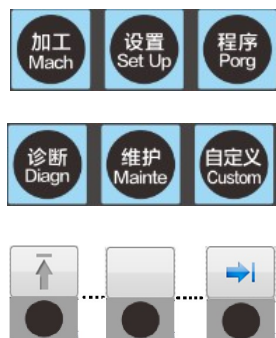 加工 设置 程序
Mach Set Up Porg
诊断 维护 自定义
Diagn Mainte Custom